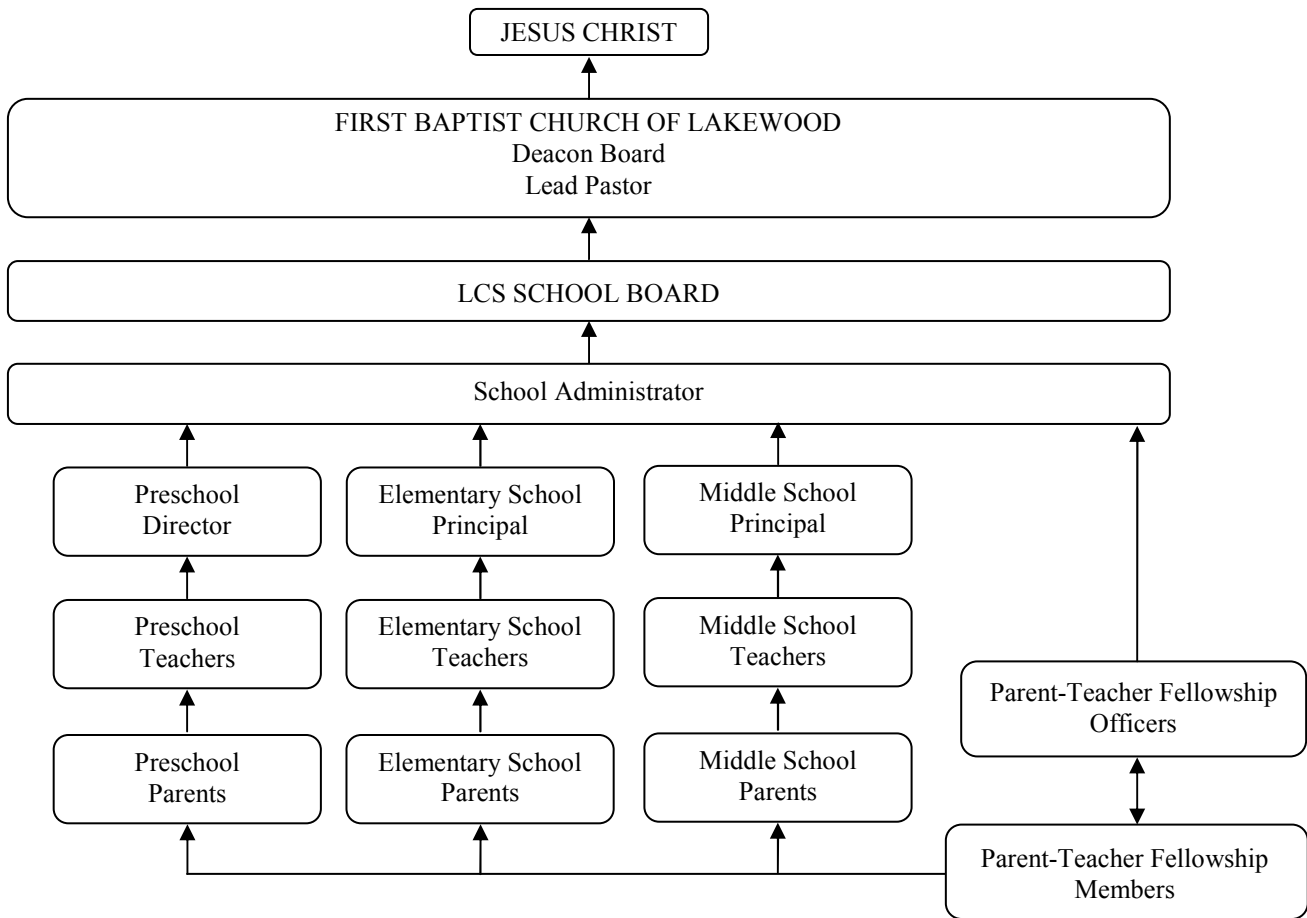 JESUS CHRIST
FIRST BAPTIST CHURCH OF LAKEWOOD
Deacon Board
Lead Pastor
LCS SCHOOL BOARD
School Administrator
Preschool
Director
Elementary School
Principal
Middle School
Principal
Preschool
Teachers
Elementary School
Teachers
Middle School
Teachers
Parent-Teacher Fellowship
Officers
Preschool
Parents
Elementary School
Parents
Middle School
Parents
Parent-Teacher Fellowship
Members